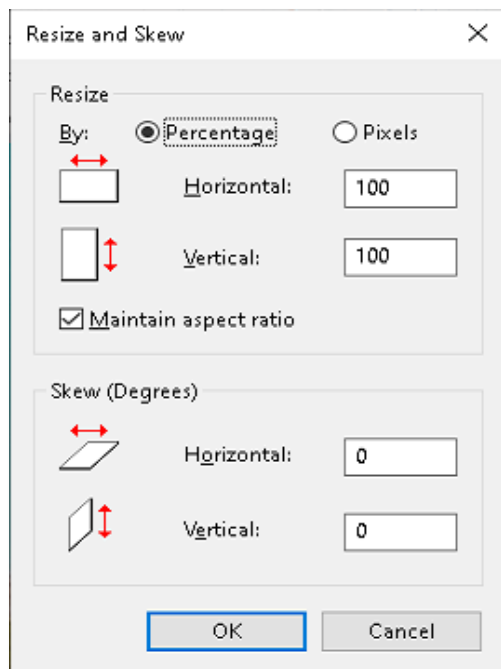 Resize and Skew
Resize
By: Percentage Pixels
Horizontal: 100
Vertical: 100
Maintain aspect ratio
Skew (Degrees)
Horizontal: 0
Vertical: 0
OK Cancel